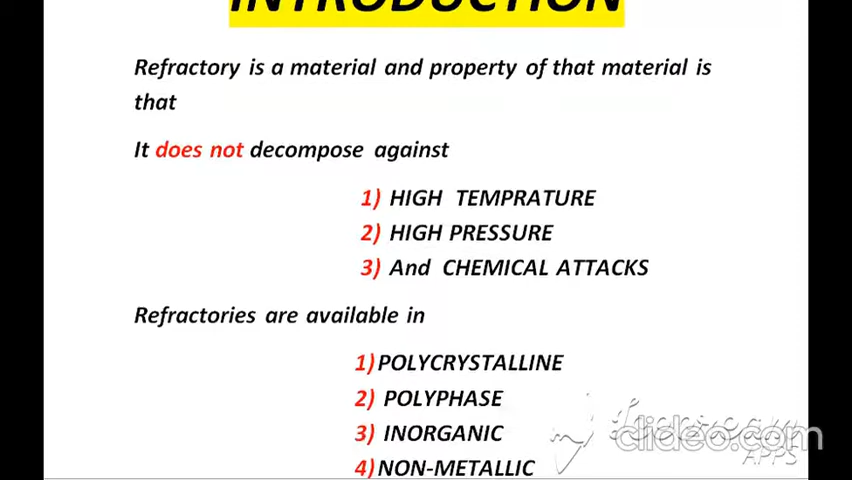 INTRODUCTION
Refractory is a material and property of that material is
that
It does not decompose against
1) HIGH TEMPRATURE
2) HIGH PRESSURE
3) And CHEMICAL ATTACKS
Refractories are available in
1) POLYCRYSTALLINE
2) POLYPHASE
3) INORGANIC
clideo.com
APPS
4) NON-METALLIC